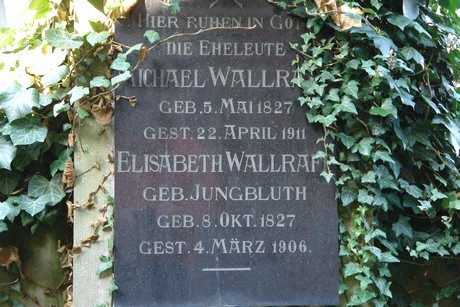 HIER RUHEN IN GOTT
DIE EHELEUTE
MICHAEL WALLRAF
GEB. 5. MAI 1827
GEST. 22. APRIL 1911
ELISABETH WALLRAF
GEB. JUNGBLUTH
GEB. 8. OKT. 1827
GEST. 4. MÄRZ 1906.